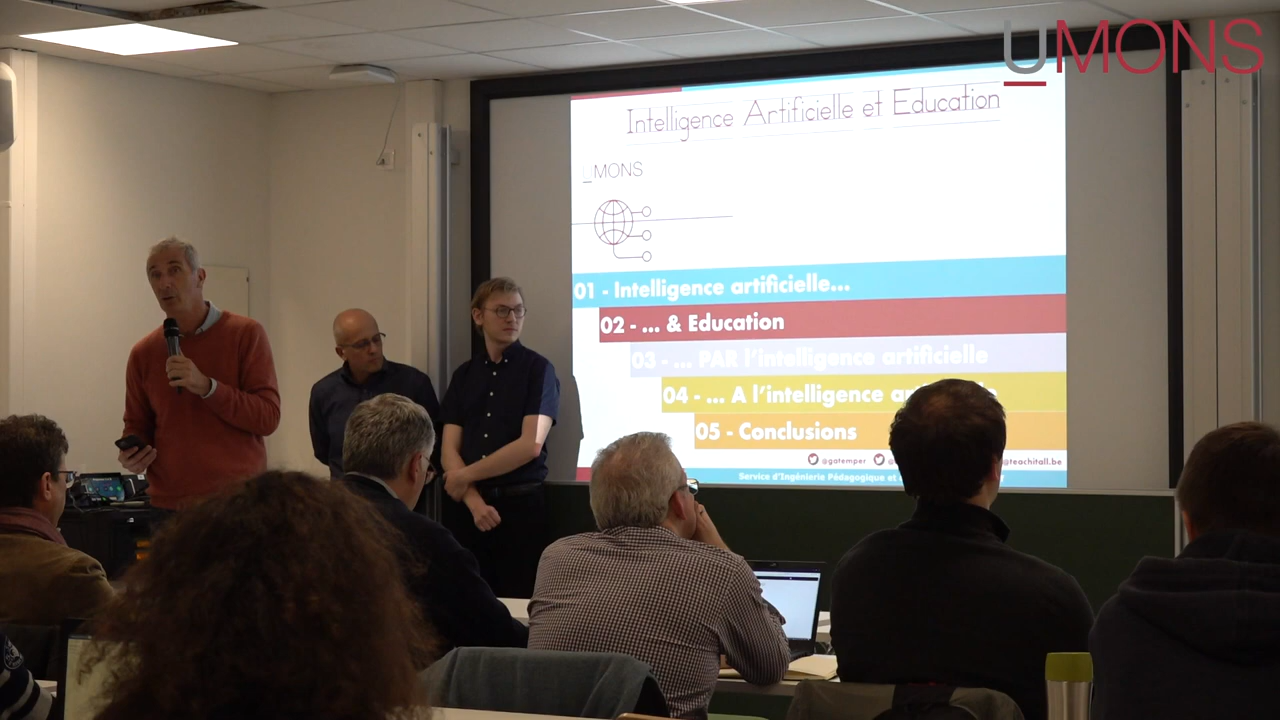 UMONS
Intelligence Artificielle et Education
UMONS
01 - Intelligence artificielle...
02 - ... & Education
03 - ... PAR l'intelligence artificielle
04 - ... A l'intelligence
05 - Conclusions
@gatemper @teachitall.be
Service d'Ingénierie Pédagogique et